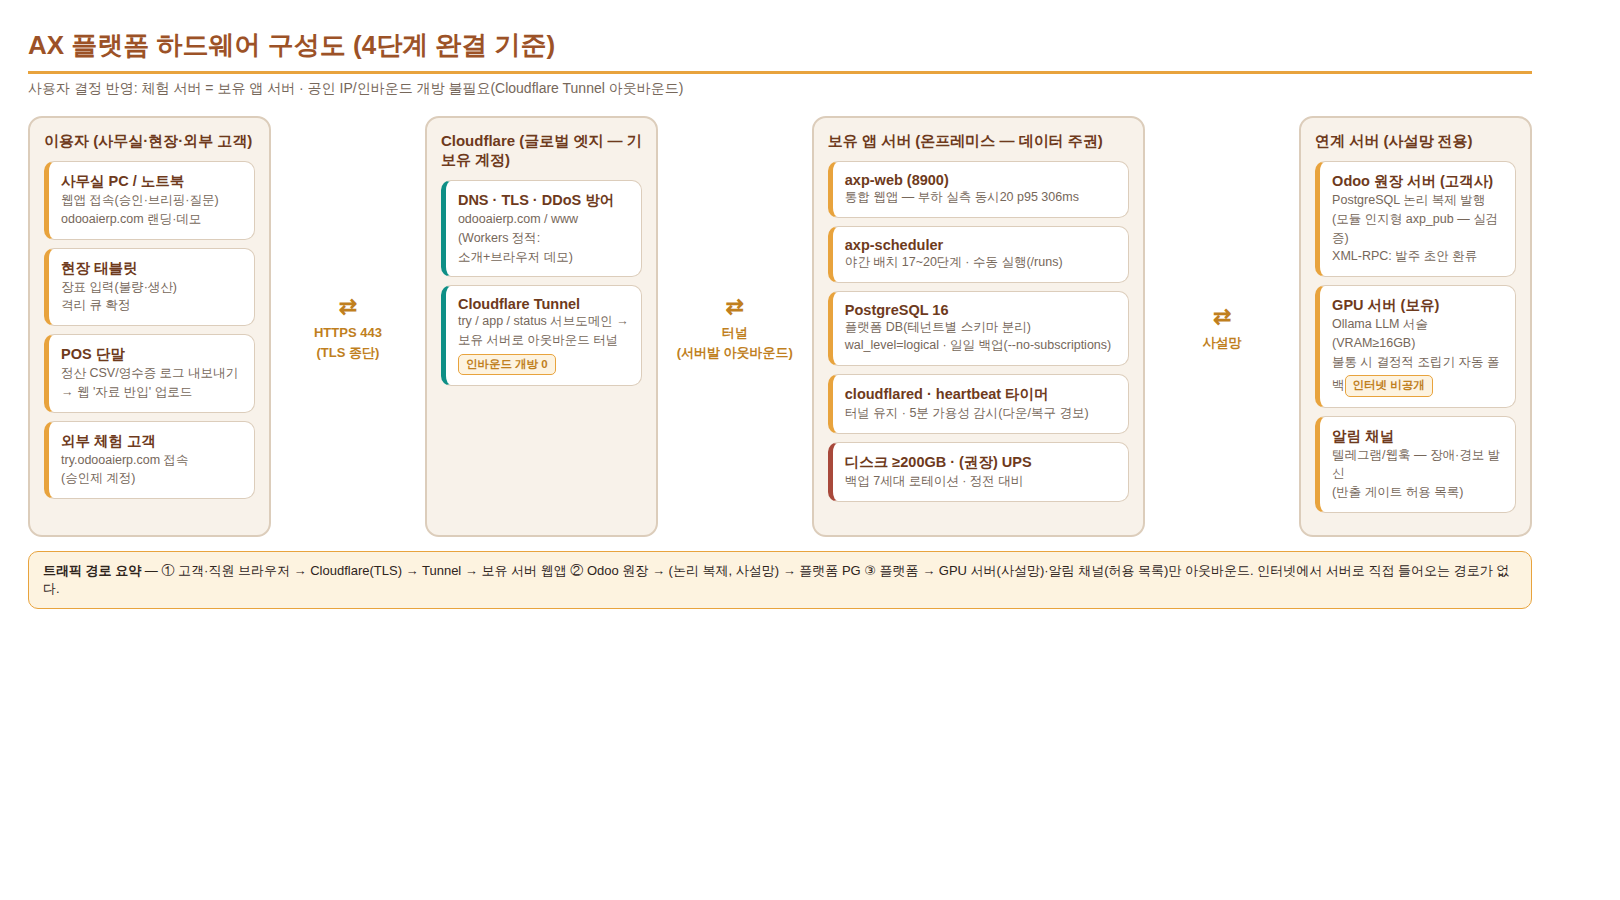 AX 플랫폼 하드웨어 구성도 (4단계 완결 기준)
사용자 결정 반영: 체험 서버 = 보유 앱 서버 · 공인 IP/인바운드 개방 불필요(Cloudflare Tunnel 아웃바운드)
이용자 (사무실·현장·외부 고객)
사무실 PC / 노트북
웹앱 접속(승인·브리핑·질문)
odooaierp.com 랜딩·데모
현장 태블릿
장표 입력(불량·생산)
격리 큐 확정
POS 단말
정산 CSV/영수증 로그 내보내기
→ 웹 '자료 반입' 업로드
외부 체험 고객
try.odooaierp.com 접속
(승인제 계정)
⇄
HTTPS 443
(TLS 종단)
Cloudflare (글로벌 엣지 — 기
보유 계정)
DNS · TLS · DDoS 방어
odooaierp.com / www
(Workers 정적:
소개+브라우저 데모)
Cloudflare Tunnel
try / app / status 서브도메인 →
보유 서버로 아웃바운드 터널
인바운드 개방 0
⇄
터널
(서버발 아웃바운드)
보유 앱 서버 (온프레미스 — 데이터 주권)
axp-web (8900)
통합 웹앱 — 부하 실측 동시20 p95 306ms
axp-scheduler
야간 배치 17~20단계 · 수동 실행(/runs)
PostgreSQL 16
플랫폼 DB(테넌트별 스키마 분리)
wal_level=logical · 일일 백업(--no-subscriptions)
cloudflared · heartbeat 타이머
터널 유지 · 5분 가용성 감시(다운/복구 경보)
디스크 ≥200GB · (권장) UPS
백업 7세대 로테이션 · 정전 대비
⇄
사설망
연계 서버 (사설망 전용)
Odoo 원장 서버 (고객사)
PostgreSQL 논리 복제 발행
(모듈 인지형 axp_pub — 실검
증)
XML-RPC: 발주 초안 환류
GPU 서버 (보유)
Ollama LLM 서술
(VRAM≥16GB)
불통 시 결정적 조립기 자동 폴
백 인터넷 비공개
알림 채널
텔레그램/웹훅 — 장애·경보 발
신
(반출 게이트 허용 목록)
트래픽 경로 요약 — ① 고객·직원 브라우저 → Cloudflare(TLS) → Tunnel → 보유 서버 웹앱 ② Odoo 원장 → (논리 복제, 사설망) → 플랫폼 PG ③ 플랫폼 → GPU 서버(사설망)·알림 채널(허용 목록)만 아웃바운드. 인터넷에서 서버로 직접 들어오는 경로가 없
다.